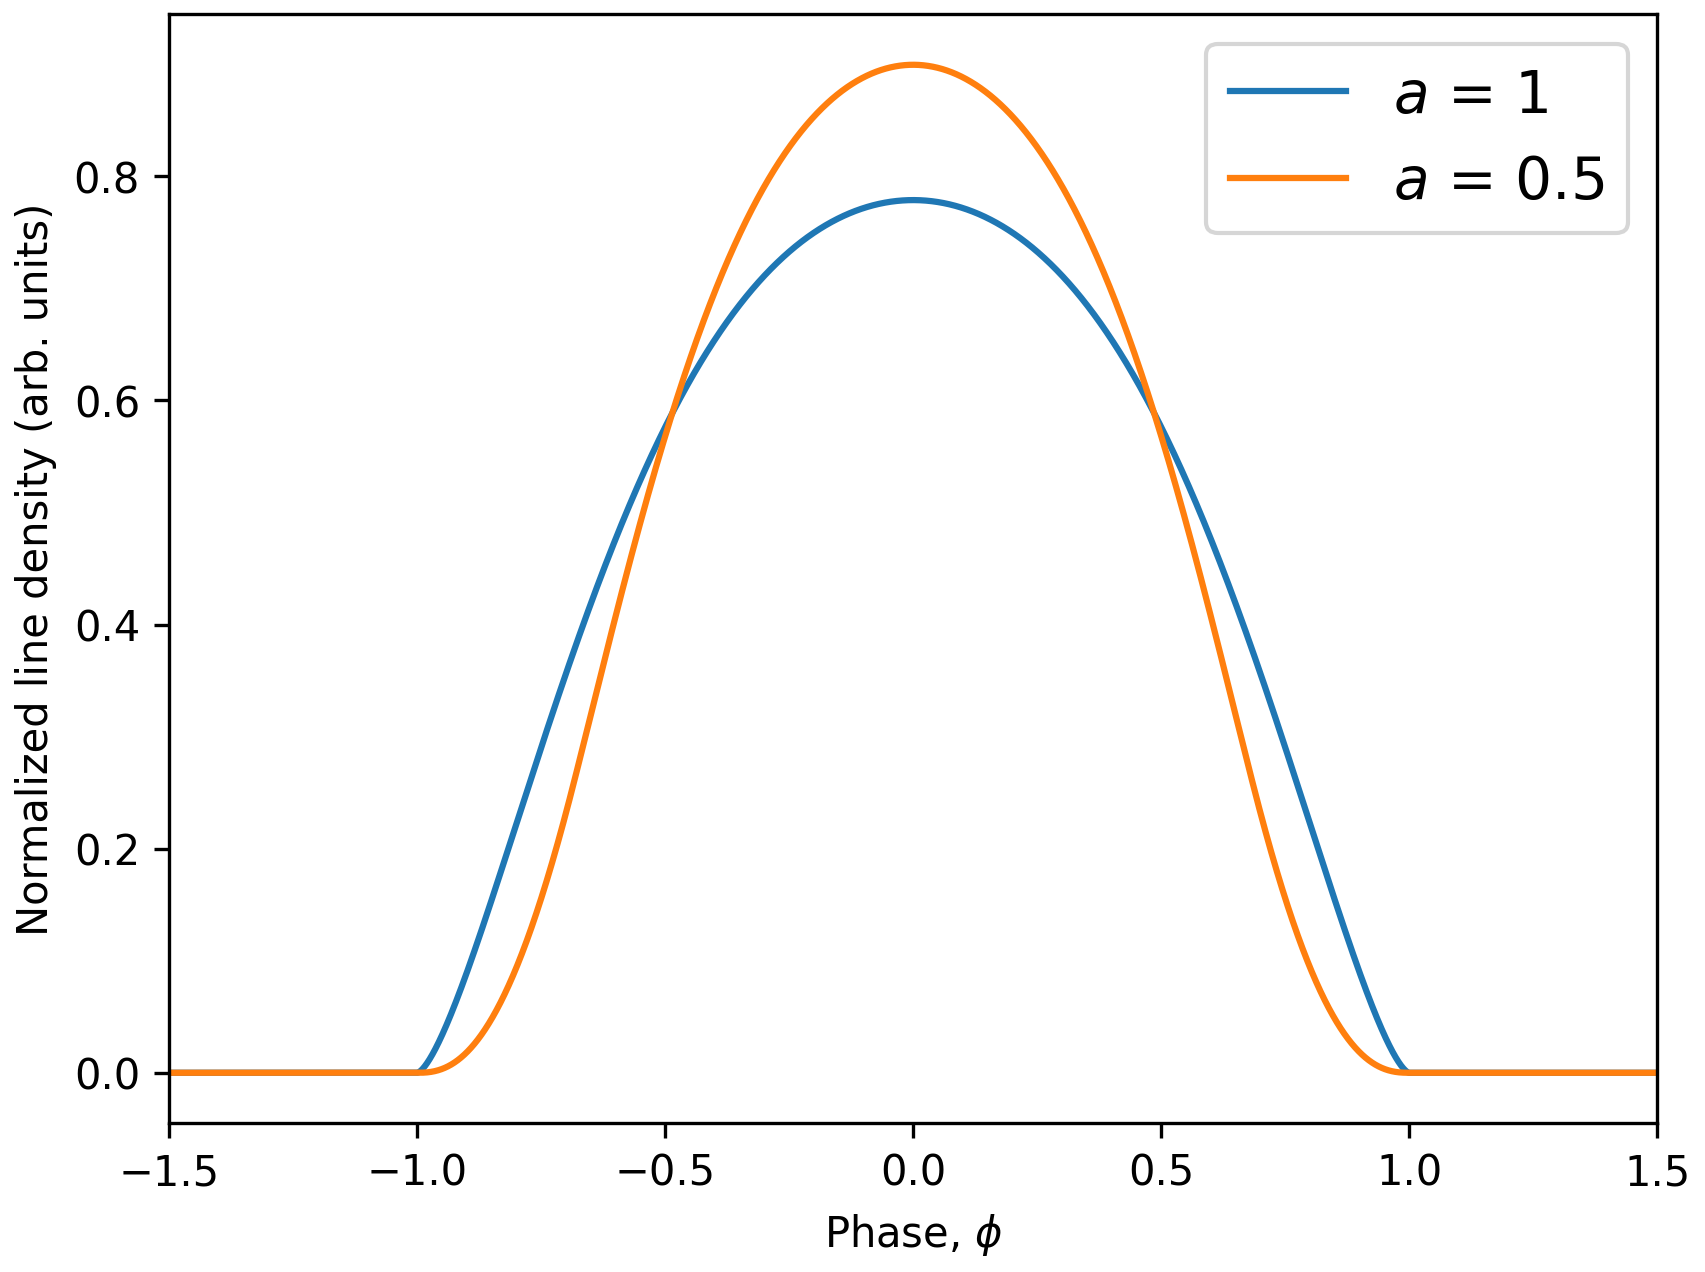 a = 1
a = 0.5
Normalized line density (arb. units)
0.8
0.6
0.4
0.2
0.0
−1.5 −1.0 −0.5 0.0 0.5 1.0 1.5
Phase, ϕ